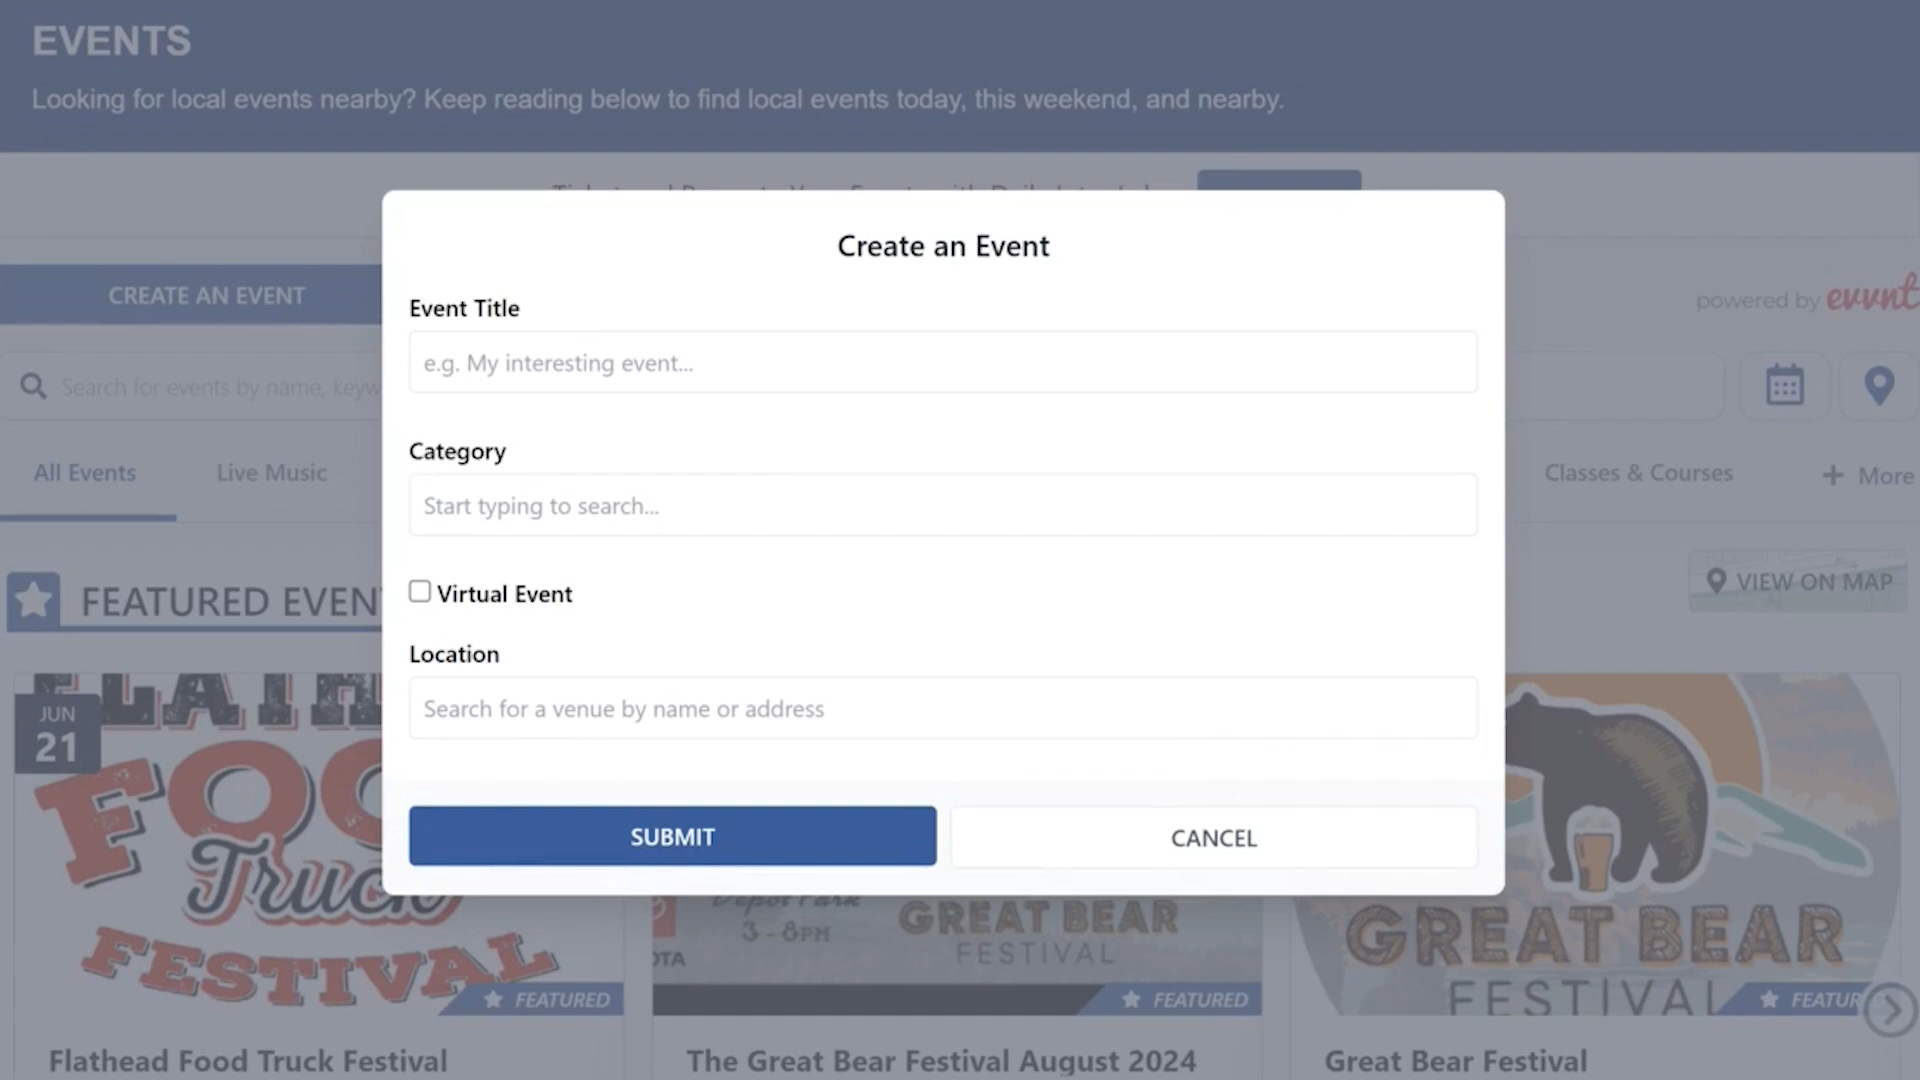 EVENTS
Looking for local events nearby? Keep reading below to find local events today, this weekend, and nearby.
Create an Event
CREATE AN EVENT
powered by evvnt
Event Title
e.g. My interesting event...
Search for events by name, keyw
Category
All Events
Live Music
Start typing to search...
Classes & Courses
+ More
FEATURED EVEN
Virtual Event
VIEW ON MAP
Location
Search for a venue by name or address
JUN
21
SUBMIT
CANCEL
FLATH
FOO
Truck
FESTIVAL
FEATURED
Depot Park
3 - 8PM
OTA
GREAT BEAR
FESTIVAL
FEATURED
GREAT BEAR
FESTIVAL
FEATUR
Flathead Food Truck Festival
The Great Bear Festival August 2024
Great Bear Festival